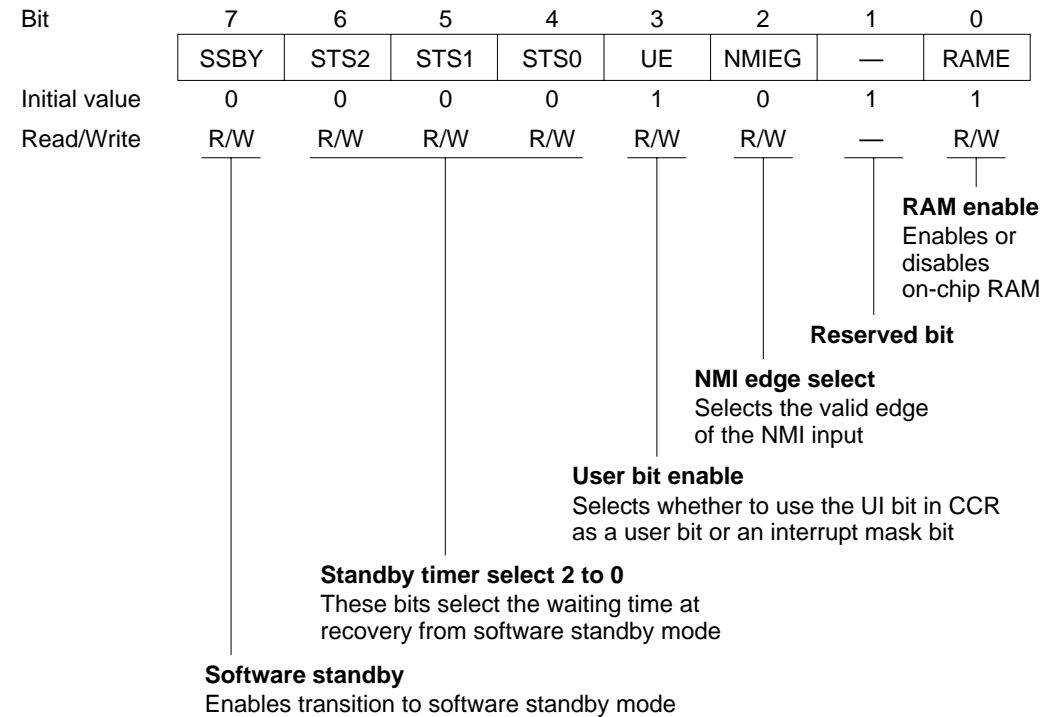 Bit 7 6 5 4 3 2 1 0
SSBY STS2 STS1 STS0 UE NMIEG — RAME
Initial value 0 0 0 0 1 0 1 1
Read/Write R/W R/W R/W R/W R/W R/W — R/W
RAM enable
Enables or
disables
on-chip RAM
Reserved bit
NMI edge select
Selects the valid edge
of the NMI input
User bit enable
Selects whether to use the UI bit in CCR
as a user bit or an interrupt mask bit
Standby timer select 2 to 0
These bits select the waiting time at
recovery from software standby mode
Software standby
Enables transition to software standby mode